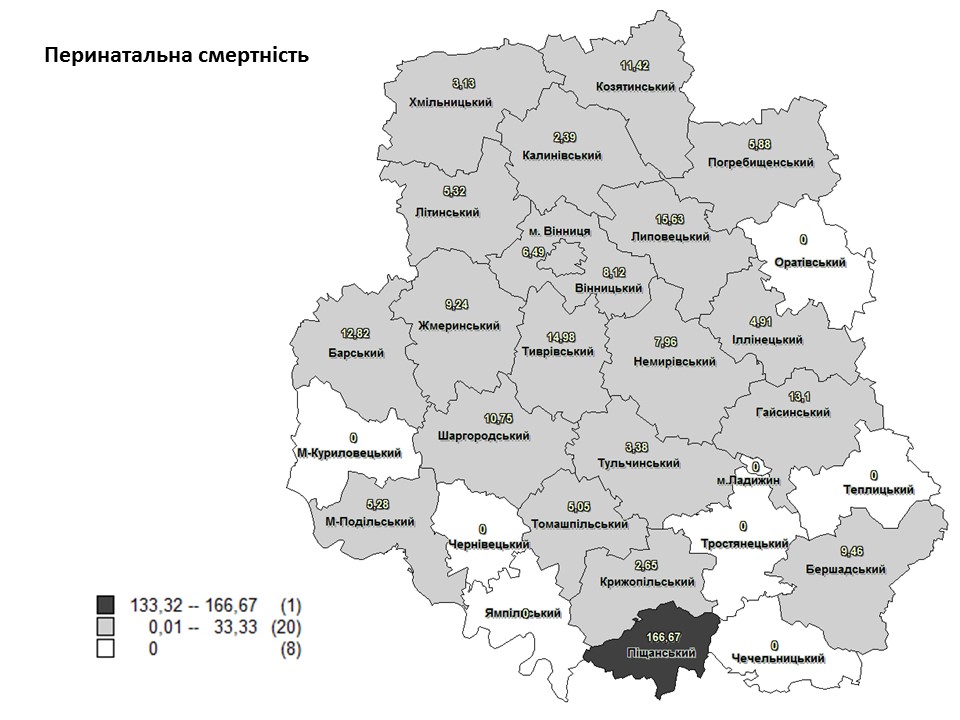 Перинатальна смертність
11,42
Козятинський
3,13
Хмільницький
2,39
Калинівський
5,88
Погребищенський
5,32
Літинський
15,63
Липовецький
м. Вінниця
6,49
0
Оратівський
8,12
Вінницький
9,24
Жмеринський
12,82
Барський
14,98
Тиврівський
7,96
Немирівський
4,91
Іллінецький
13,1
Гайсинський
10,75
Шаргородський
0
М-Куриловецький
3,38
Тульчинський
0
м.Ладижин
0
Теплицький
5,28
М-Подільський
5,05
Томашпільський
0
Чернівецький
0
Тростянецький
9,46
Бершадський
2,65
Крижопільський
0
Ямпільський
166,67
Піщанський
0
Чечельницький
133,32 -- 166,67 (1)
0,01 -- 33,33 (20)
0 (8)